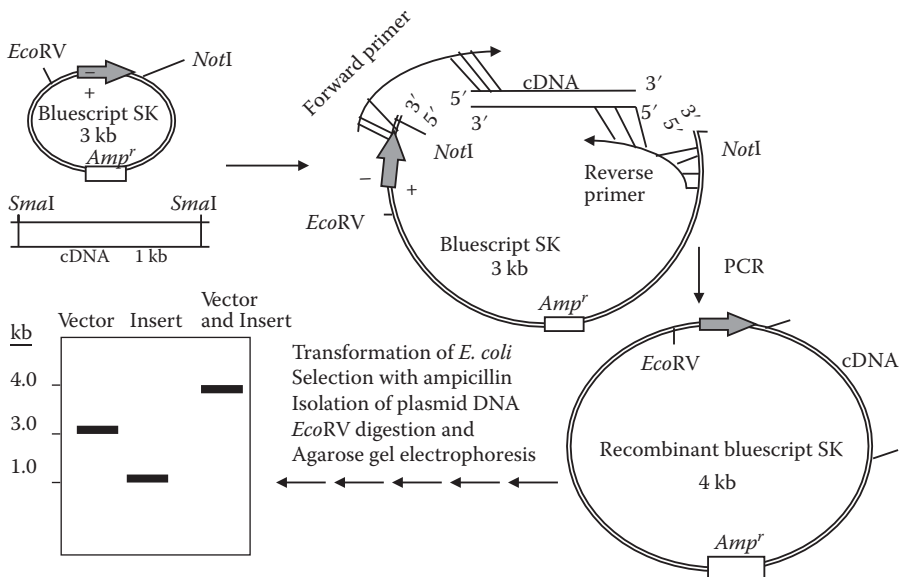 EcoRV
NotI
−
+
Bluescript SK
3 kb
Ampʳ
SmaI
SmaI
cDNA 1 kb
Forward primer
5′
cDNA
3′
3′
5′
3′
5′
5′
3′
NotI
NotI
−
+
Reverse
primer
EcoRV
Bluescript SK
3 kb
Ampʳ
PCR
EcoRV
cDNA
Recombinant bluescript SK
4 kb
Ampʳ
Transformation of E. coli
Selection with ampicillin
Isolation of plasmid DNA
EcoRV digestion and
Agarose gel electrophoresis
kb
Vector
Insert
Vector
and Insert
4.0
3.0
1.0